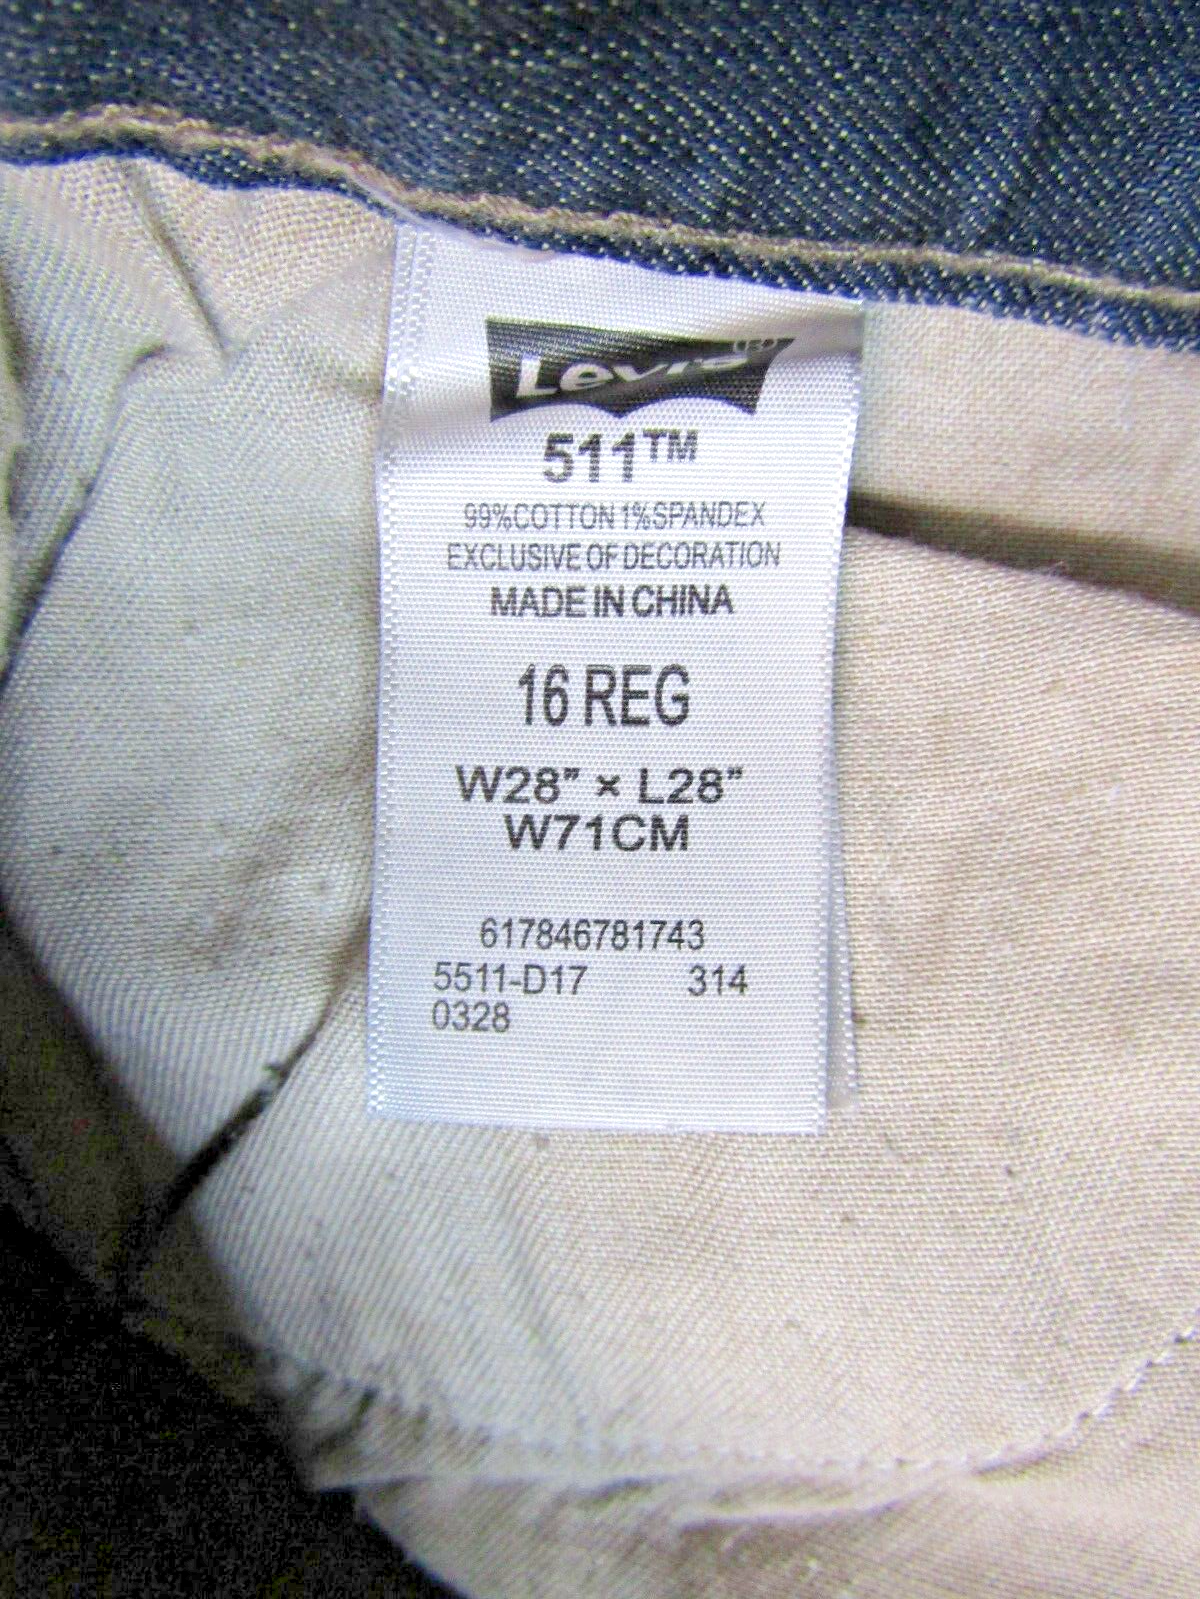 Levi's
511™
99%COTTON 1%SPANDEX
EXCLUSIVE OF DECORATION
MADE IN CHINA
16 REG
W28” × L28”
W71CM
617846781743
5511-D17 314
0328